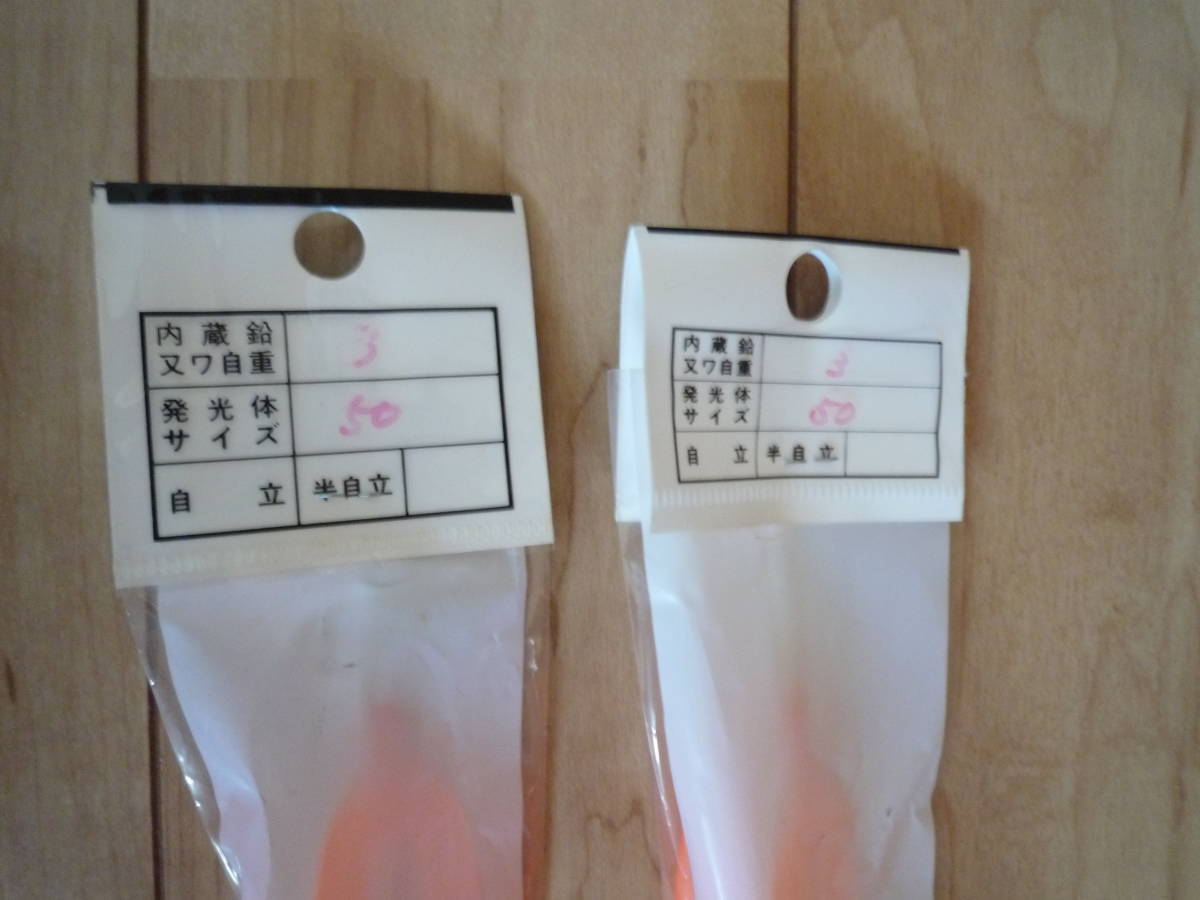 内蔵鉛
又ワ自重 3
発光体
サイズ 50
自立 半自立
内蔵鉛
又ワ自重 3
発光体
サイズ 50
自立 半自立